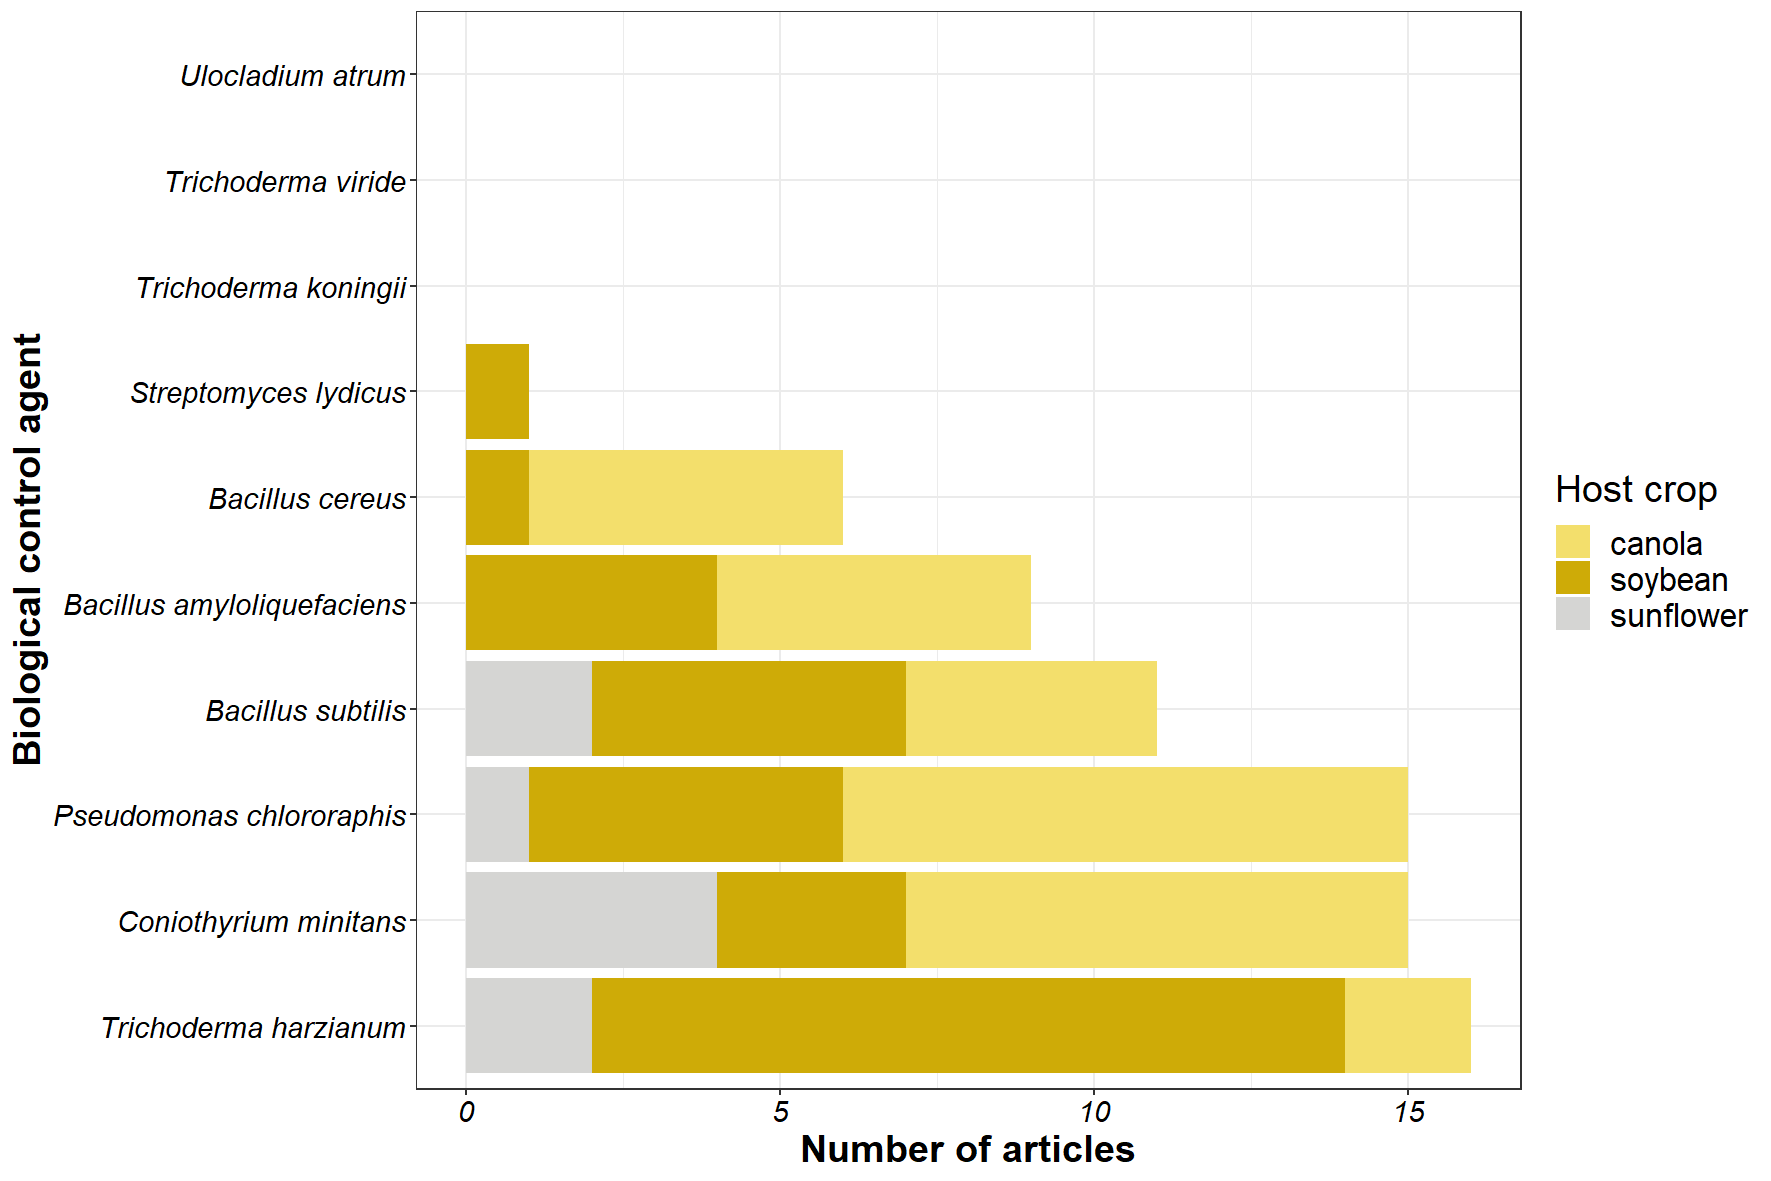 Ulocladium atrum
Trichoderma viride
Trichoderma koningii
Streptomyces lydicus
Bacillus cereus
Bacillus amyloliquefaciens
Bacillus subtilis
Pseudomonas chlororaphis
Coniothyrium minitans
Trichoderma harzianum
Biological control agent
0 5 10 15
Number of articles
Host crop
canola
soybean
sunflower